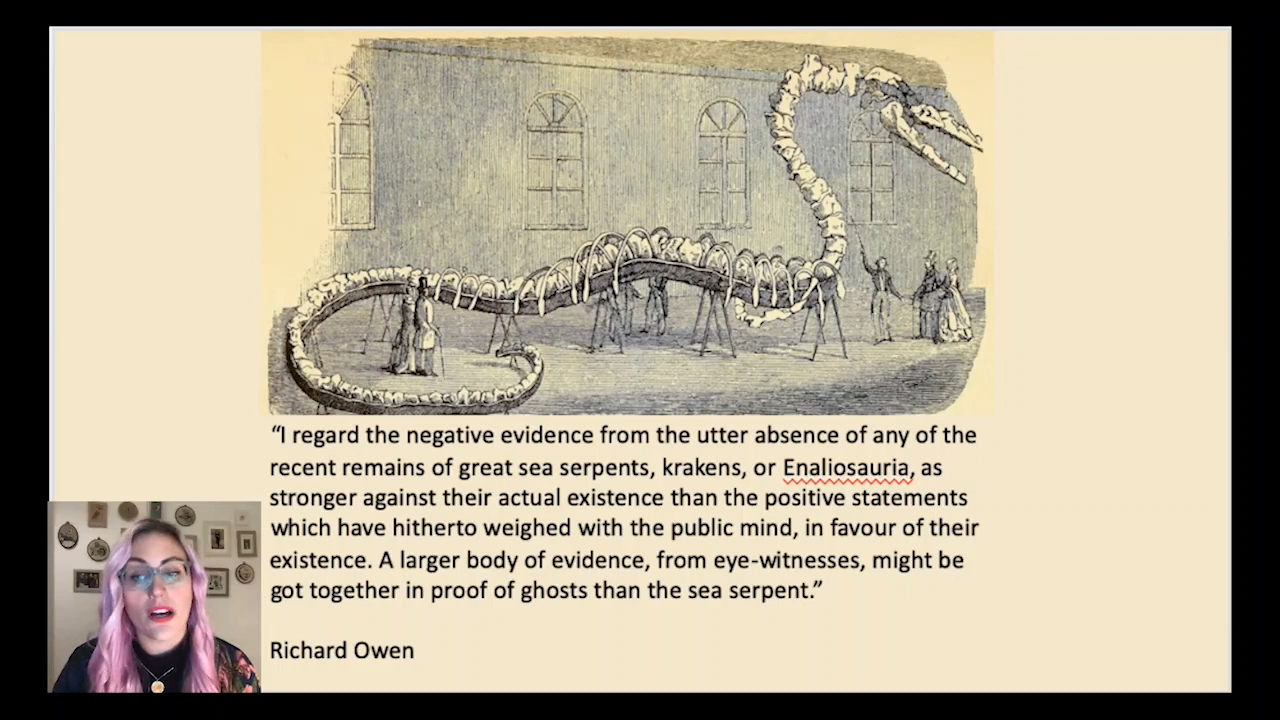 “I regard the negative evidence from the utter absence of any of the
recent remains of great sea serpents, krakens, or Enaliosauria, as
stronger against their actual existence than the positive statements
which have hitherto weighed with the public mind, in favour of their
existence. A larger body of evidence, from eye-witnesses, might be
got together in proof of ghosts than the sea serpent.”
Richard Owen